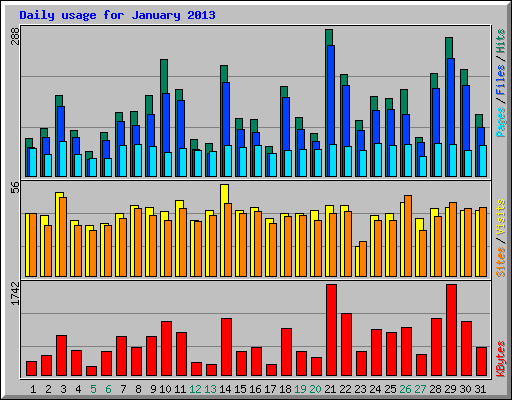 Daily usage for January 2013
288
Pages / Files / Hits
56
Sites / Visits
1742
KBytes
1 2 3 4 5 6 7 8 9 10 11 12 13 14 15 16 17 18 19 20 21 22 23 24 25 26 27 28 29 30 31